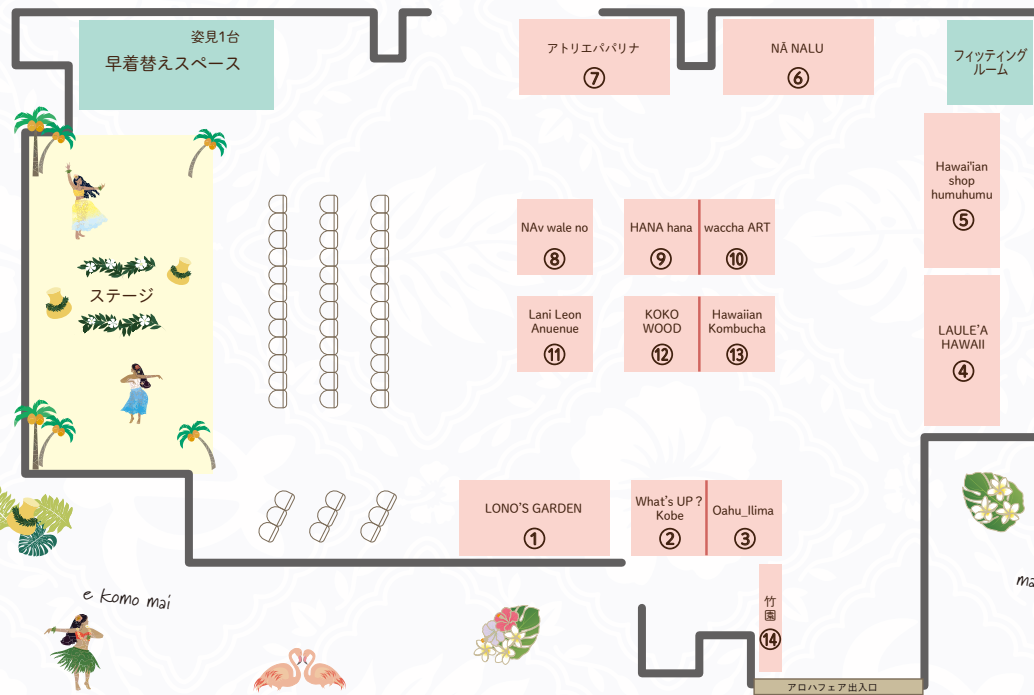 姿見1台
早着替えスペース
アトリエパパリナ
⑦
NĀ NALU
⑥
フィッティング
ルーム
Hawai'ian
shop
humuhumu
⑤
NAv wale no
⑧
HANA hana
⑨
waccha ART
⑩
ステージ
Lani Leon
Anuenue
⑪
KOKO
WOOD
⑫
Hawaiian
Kombucha
⑬
LAULE'A
HAWAII
④
LONO'S GARDEN
①
What's UP ?
Kobe
②
Oahu_Ilima
③
e komo mai
竹
園
⑭
アロハフェア出入口